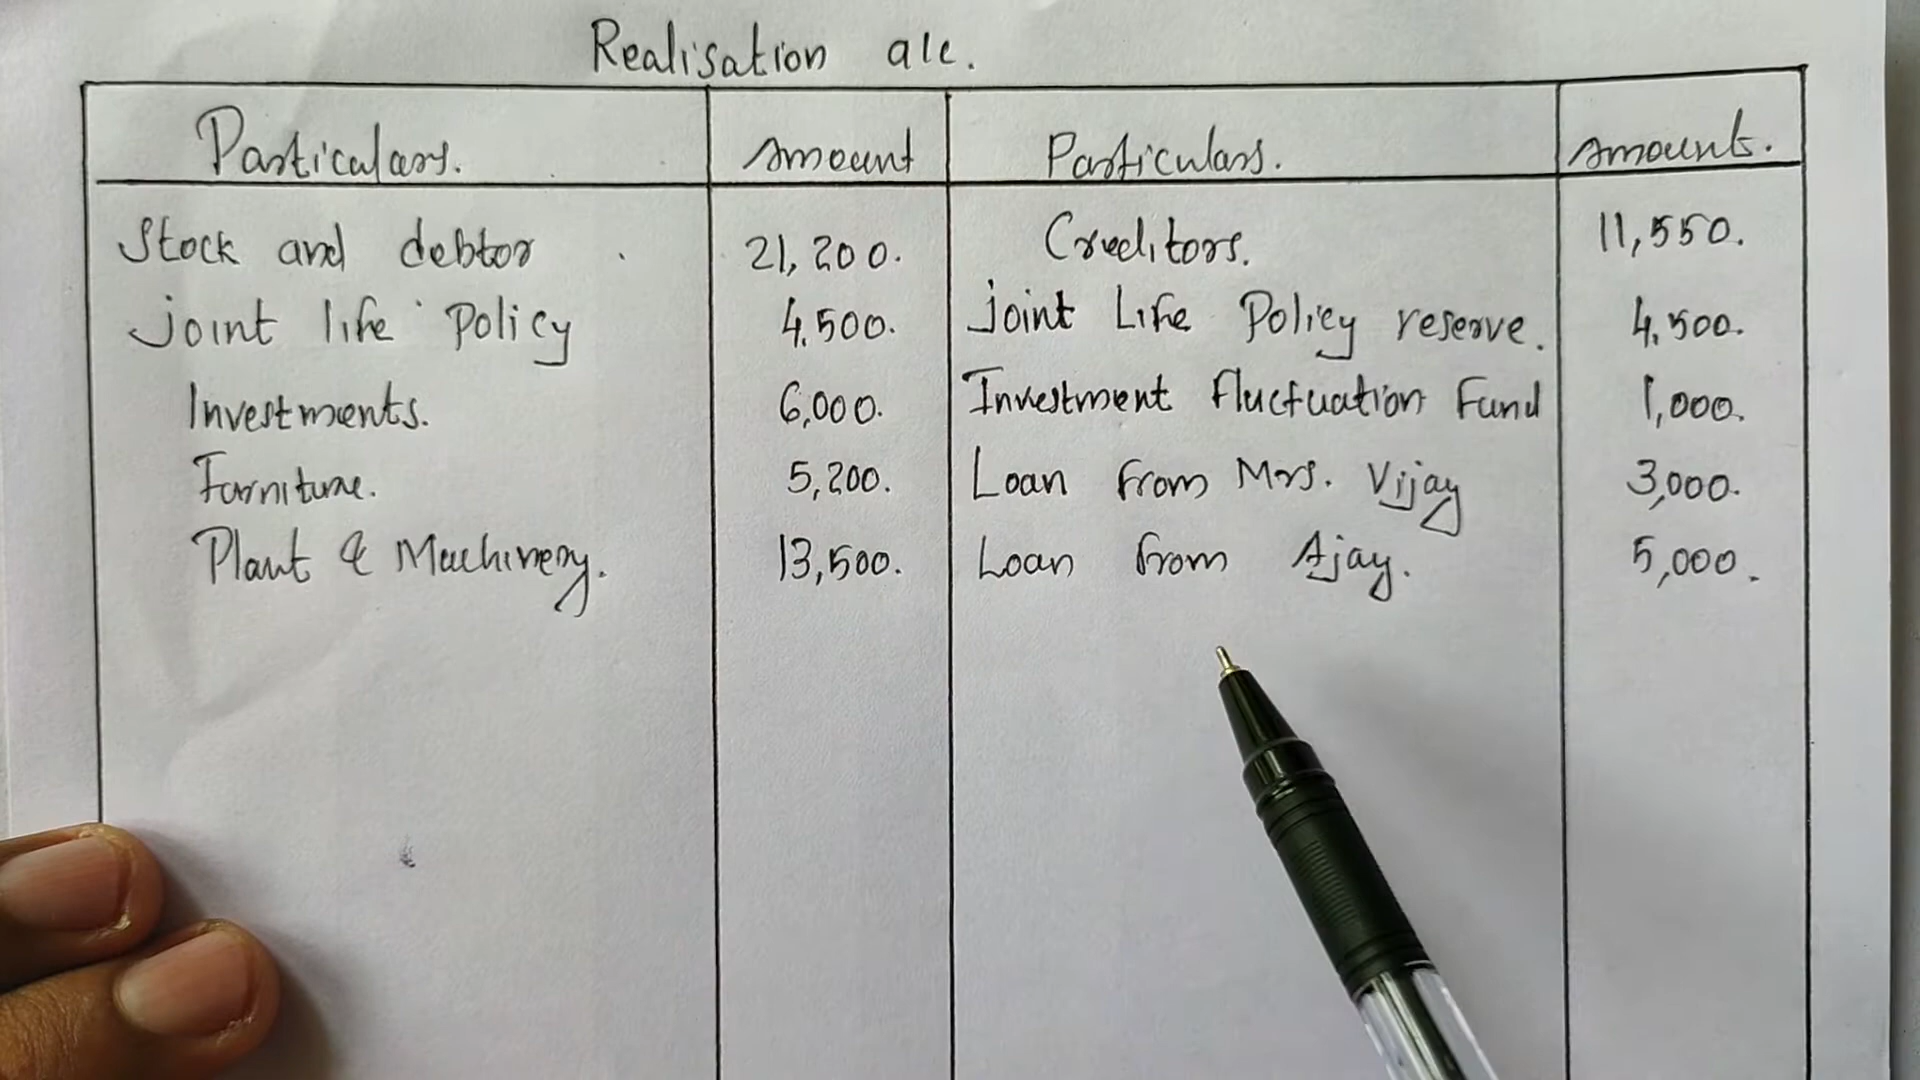 Realisation a/c.
Particulars. Amount Particulars. Amounts.
Stock and debtor 21,200. Creditors. 11,550.
Joint life Policy 4,500. Joint Life Policy reserve. 4,500.
Investments. 6,000. Investment Fluctuation Fund 1,000.
Furniture. 5,200. Loan from Mrs. Vijay 3,000.
Plant & Machinery. 13,500. Loan from Ajay. 5,000.